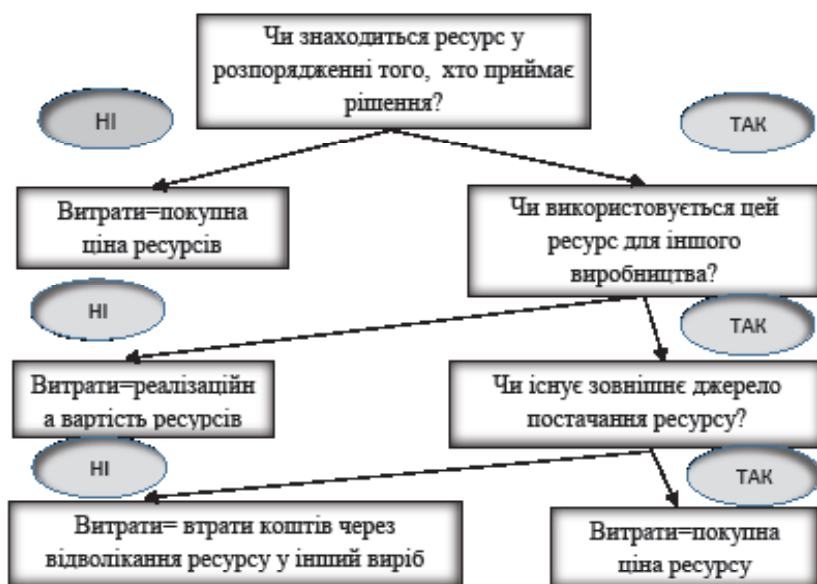 Чи знаходиться ресурс у
розпорядженні того, хто приймає
рішення?
НІ
ТАК
Витрати=покупна
ціна ресурсів
Чи використовується цей
ресурс для іншого
виробництва?
НІ
ТАК
Витрати=реалізаційн
а вартість ресурсів
Чи існує зовнішнє джерело
постачання ресурсу?
НІ
ТАК
Витрати= втрати коштів через
відволікання ресурсу у інший виріб
Витрати=покупна
ціна ресурсу